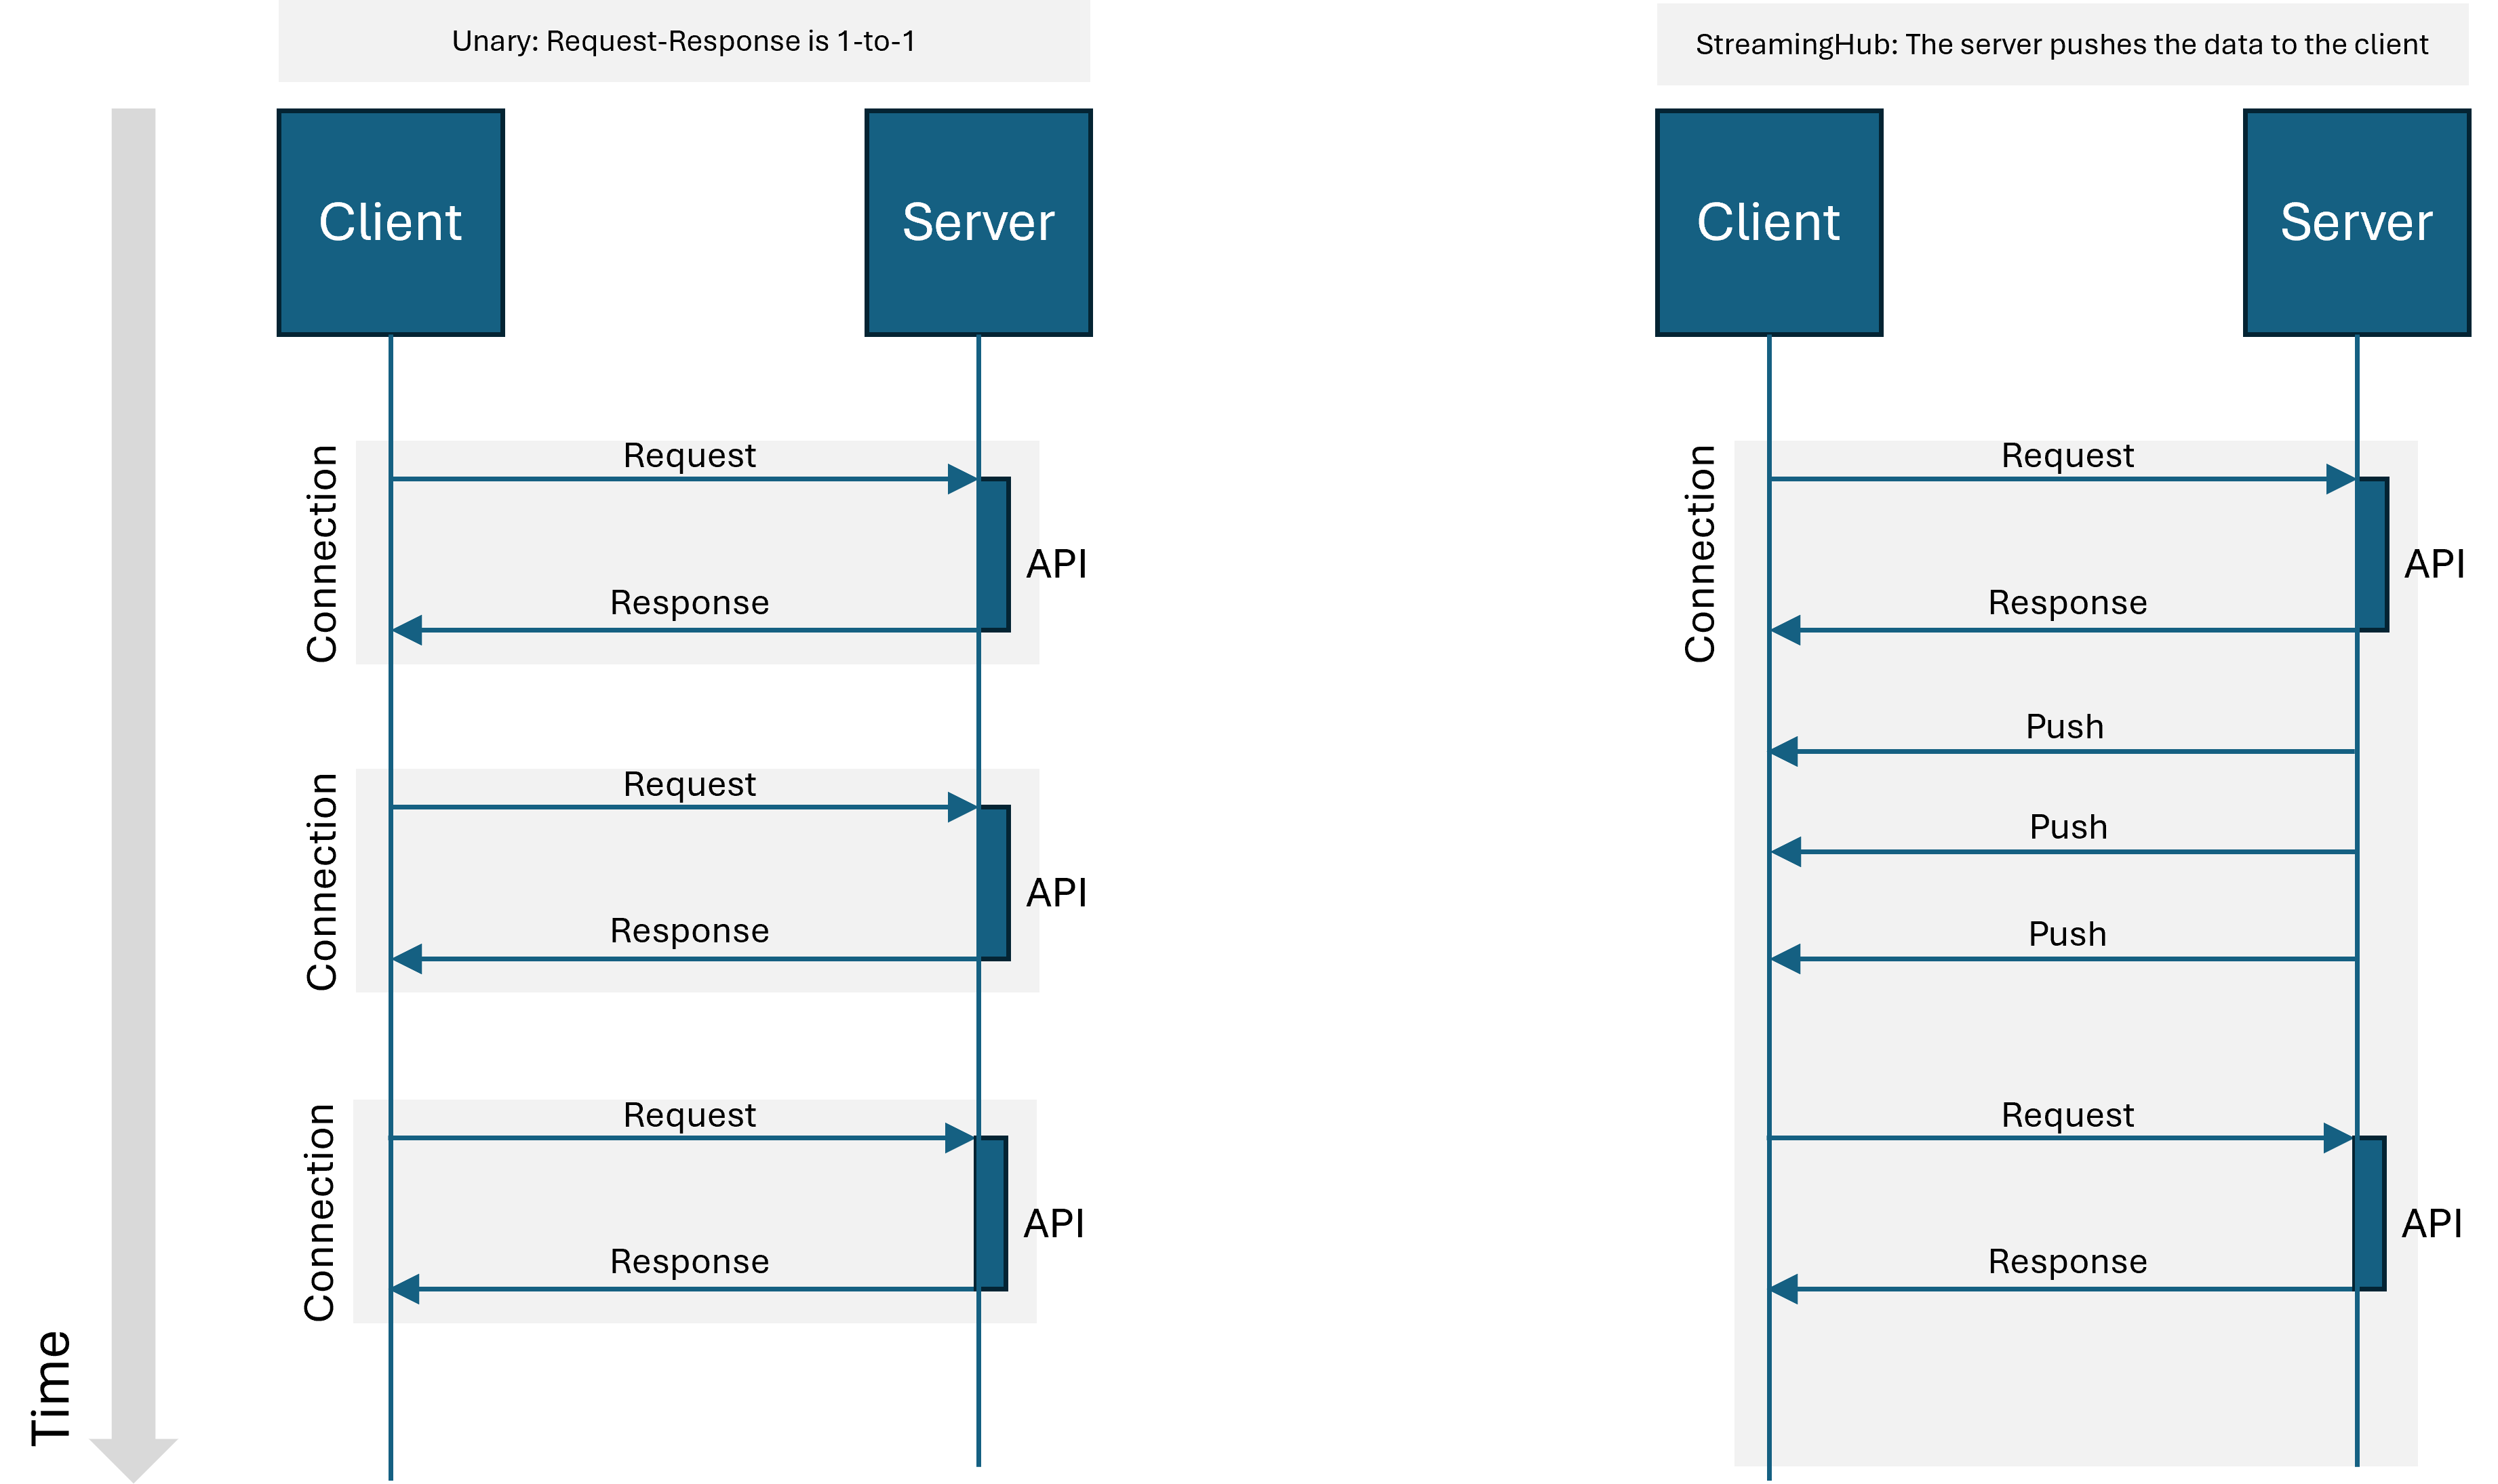 Unary: Request-Response is 1-to-1
Client
Server
Connection
Request
API
Response
Connection
Request
API
Response
Connection
Request
API
Response
Time
StreamingHub: The server pushes the data to the client
Client
Server
Connection
Request
API
Response
Push
Push
Push
Request
API
Response